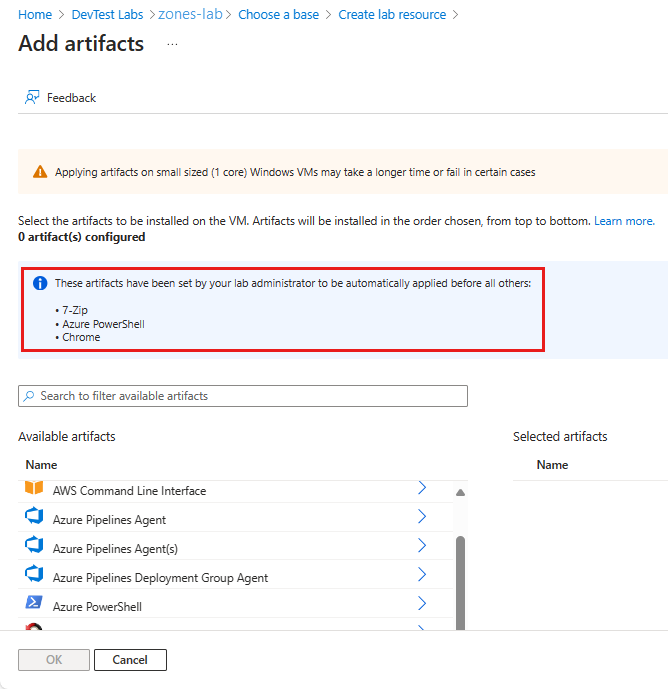 Home > DevTest Labs > zones-lab > Choose a base > Create lab resource >
Add artifacts ...
Feedback
Applying artifacts on small sized (1 core) Windows VMs may take a longer time or fail in certain cases
Select the artifacts to be installed on the VM. Artifacts will be installed in the order chosen, from top to bottom. Learn more.
0 artifact(s) configured
These artifacts have been set by your lab administrator to be automatically applied before all others:
• 7-Zip
• Azure PowerShell
• Chrome
Search to filter available artifacts
Available artifacts
Selected artifacts
Name
Name
AWS Command Line Interface
Azure Pipelines Agent
Azure Pipelines Agent(s)
Azure Pipelines Deployment Group Agent
Azure PowerShell
OK
Cancel